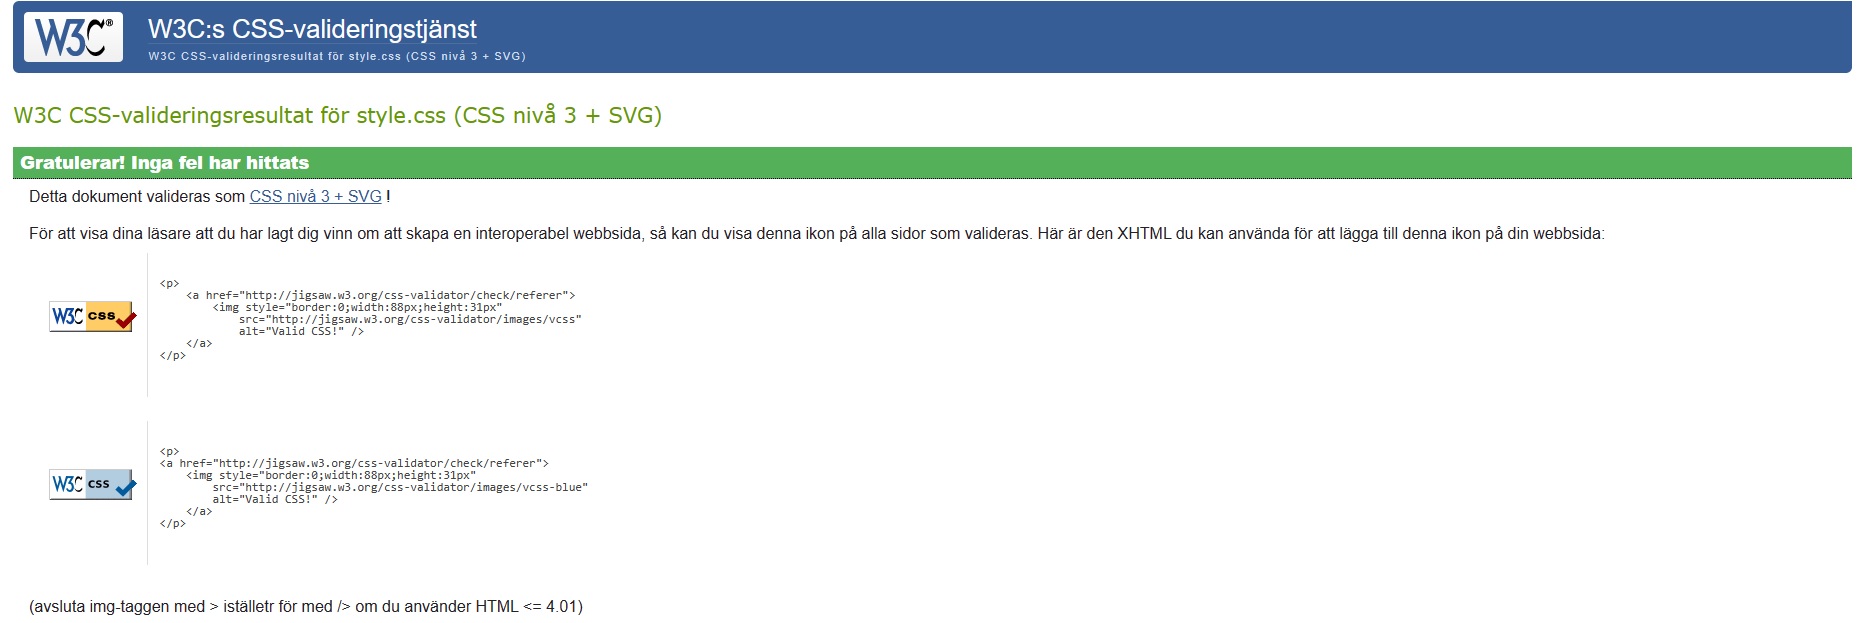 W3C®
W3C:s CSS-valideringstjänst
W3C CSS-valideringsresultat för style.css (CSS nivå 3 + SVG)
W3C CSS-valideringsresultat för style.css (CSS nivå 3 + SVG)
Gratulerar! Inga fel har hittats
Detta dokument valideras som CSS nivå 3 + SVG !
För att visa dina läsare att du har lagt dig vinn om att skapa en interoperabel webbsida, så kan du visa denna ikon på alla sidor som valideras. Här är den XHTML du kan använda för att lägga till denna ikon på din webbsida:
W3C css
<p>
    <a href="http://jigsaw.w3.org/css-validator/check/referer">
        <img style="border:0;width:88px;height:31px"
            src="http://jigsaw.w3.org/css-validator/images/vcss"
            alt="Valid CSS!" />
    </a>
</p>
W3C css
<p>
<a href="http://jigsaw.w3.org/css-validator/check/referer">
    <img style="border:0;width:88px;height:31px"
        src="http://jigsaw.w3.org/css-validator/images/vcss-blue"
        alt="Valid CSS!" />
    </a>
</p>
(avsluta img-taggen med > iställetr för med /> om du använder HTML <= 4.01)